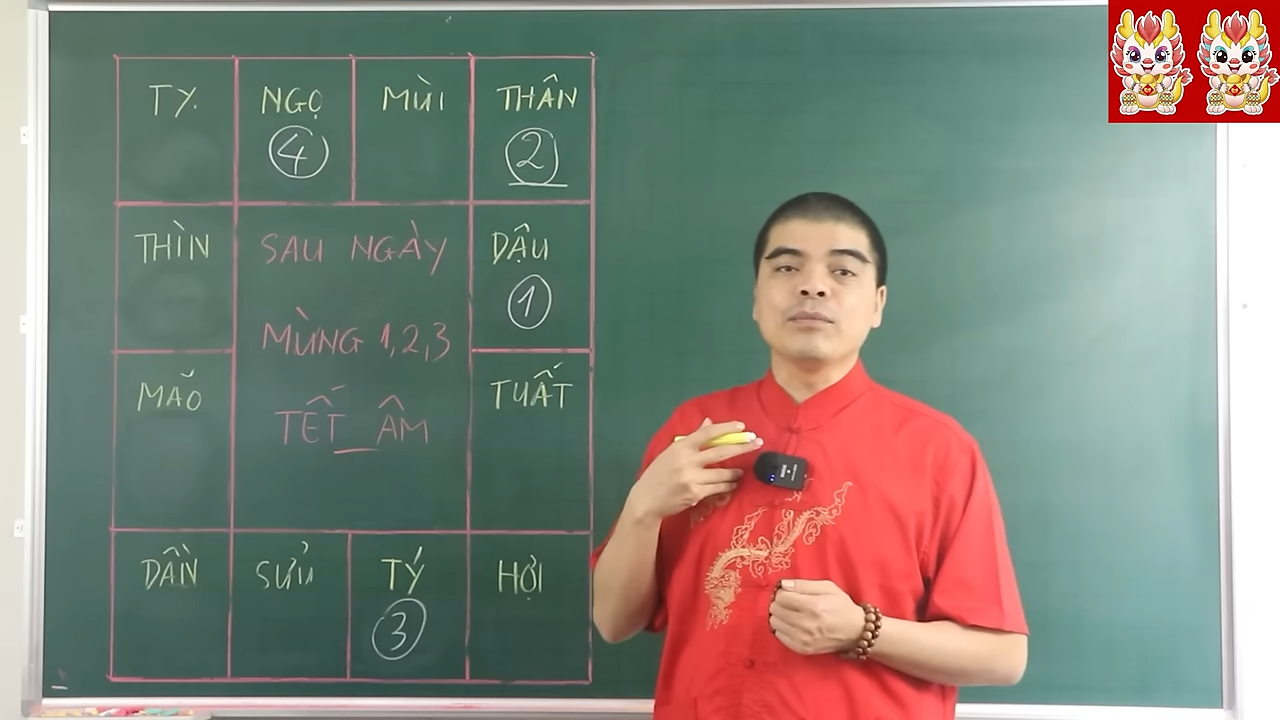 TỴ
NGỌ
4
MÙI
THÂN
2
THÌN
SAU NGÀY
MÙNG 1,2,3
TẾT ÂM
DẬU
1
MÃO
TUẤT
DẦN
SỬU
TÝ
3
HỢI